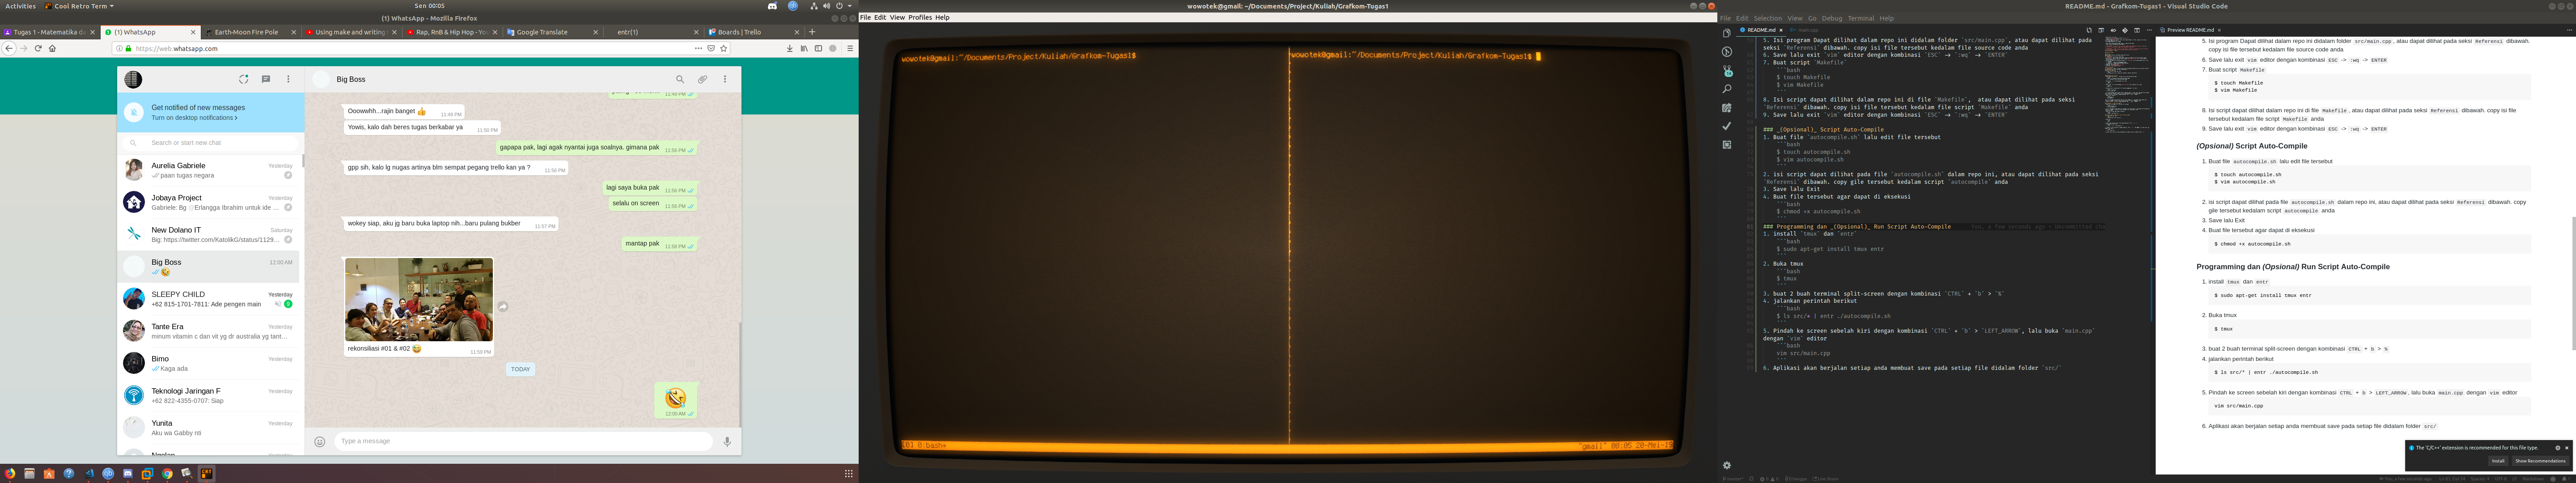 Activities
Cool Retro Term
Sen 00:05
(1) WhatsApp - Mozilla Firefox
Tugas 1 - Matematika d
(1) WhatsApp
Earth-Moon Fire Pole
Using make and writing
Rap, RnB & Hip Hop - Yo
Google Translate
entr(1)
Boards | Trello
https://web.whatsapp.com
Big Boss
Get notified of new messages
Turn on desktop notifications >
Search or start new chat
Aurelia Gabriele
Yesterday
paan tugas negara
Jobaya Project
Yesterday
Gabriele: Bg @Erlangga Ibrahim untuk ide ...
New Dolano IT
Saturday
Big: https://twitter.com/KatolikG/status/1129...
Big Boss
12:00 AM
SLEEPY CHILD
Yesterday
+62 815-1701-7811: Ade pengen main
Tante Era
Yesterday
minum vitamin c dan vit yg dr australia yg tant...
Bimo
Yesterday
Kaga ada
Teknologi Jaringan F
Yesterday
+62 822-4355-0707: Siap
Yunita
Yesterday
Aku wa Gabby nti
Yesterday
11:49 PM
Ooowwhh...rajin banget
11:49 PM
Yowis, kalo dah beres tugas berkabar ya
11:50 PM
gapapa pak, lagi agak nyantai juga soalnya. gimana pak
11:56 PM
gpp sih, kalo lg nugas artinya blm sempat pegang trello kan ya ?
11:56 PM
lagi saya buka pak
11:56 PM
selalu on screen
11:56 PM
wokey siap, aku jg baru buka laptop nih...baru pulang bukber
11:57 PM
mantap pak
11:58 PM
rekonsiliasi #01 & #02
11:59 PM
TODAY
12:00 AM
Type a message
wowotek@gmail: ~/Documents/Project/Kuliah/Grafkom-Tugas1
File Edit View Profiles Help
wowotek@gmail:~/Documents/Project/Kuliah/Grafkom-Tugas1$
wowotek@gmail:~/Documents/Project/Kuliah/Grafkom-Tugas1$
[0] 0:bash*
"gmail" 00:05 20-Mei-19
README.md - Grafkom-Tugas1 - Visual Studio Code
File Edit Selection View Go Debug Terminal Help
README.md
main.cpp
5. Isi program Dapat dilihat dalam repo ini didalam folder `src/main.cpp`, atau dapat dilihat pada
seksi `Referensi` dibawah. copy isi file tersebut kedalam file source code anda
6. Save lalu exit `vim` editor dengan kombinasi `ESC` -> `:wq` -> `ENTER`
7. Buat script `Makefile`
```bash
$ touch Makefile
$ vim Makefile
```
8. Isi script dapat dilihat dalam repo ini di file `Makefile`, atau dapat dilihat pada seksi
`Referensi` dibawah. copy isi file tersebut kedalam file script `Makefile` anda
9. Save lalu exit `vim` editor dengan kombinasi `ESC` -> `:wq` -> `ENTER`
### _(Opsional)_ Script Auto-Compile
1. Buat file `autocompile.sh` lalu edit file tersebut
```bash
$ touch autocompile.sh
$ vim autocompile.sh
```
2. isi script dapat dilihat pada file `autocompile.sh` dalam repo ini, atau dapat dilihat pada seksi
`Referensi` dibawah. copy gile tersebut kedalam script `autocompile` anda
3. Save lalu Exit
4. Buat file tersebut agar dapat di eksekusi
```bash
$ chmod +x autocompile.sh
```
### Programming dan _(Opsional)_ Run Script Auto-Compile
You, a few seconds ago • Uncommitted cha
1. install `tmux` dan `entr`
```bash
$ sudo apt-get install tmux entr
```
2. Buka tmux
```bash
$ tmux
```
3. buat 2 buah terminal split-screen dengan kombinasi `CTRL` + `b` > `%`
4. jalankan perintah berikut
```bash
$ ls src/* | entr ./autocompile.sh
```
5. Pindah ke screen sebelah kiri dengan kombinasi `CTRL` + `b` > `LEFT_ARROW`, lalu buka `main.cpp`
dengan `vim` editor
```bash
vim src/main.cpp
```
6. Aplikasi akan berjalan setiap anda membuat save pada setiap file didalam folder `src/`
Preview README.md
5. Isi program Dapat dilihat dalam repo ini didalam folder src/main.cpp, atau dapat dilihat pada seksi Referensi dibawah.
copy isi file tersebut kedalam file source code anda
6. Save lalu exit vim editor dengan kombinasi ESC -> :wq -> ENTER
7. Buat script Makefile
$ touch Makefile
$ vim Makefile
8. Isi script dapat dilihat dalam repo ini di file Makefile, atau dapat dilihat pada seksi Referensi dibawah. copy isi file
tersebut kedalam file script Makefile anda
9. Save lalu exit vim editor dengan kombinasi ESC -> :wq -> ENTER
(Opsional) Script Auto-Compile
1. Buat file autocompile.sh lalu edit file tersebut
$ touch autocompile.sh
$ vim autocompile.sh
2. isi script dapat dilihat pada file autocompile.sh dalam repo ini, atau dapat dilihat pada seksi Referensi dibawah. copy
gile tersebut kedalam script autocompile anda
3. Save lalu Exit
4. Buat file tersebut agar dapat di eksekusi
$ chmod +x autocompile.sh
Programming dan (Opsional) Run Script Auto-Compile
1. install tmux dan entr
$ sudo apt-get install tmux entr
2. Buka tmux
$ tmux
3. buat 2 buah terminal split-screen dengan kombinasi CTRL + b > %
4. jalankan perintah berikut
$ ls src/* | entr ./autocompile.sh
5. Pindah ke screen sebelah kiri dengan kombinasi CTRL + b > LEFT_ARROW, lalu buka main.cpp dengan vim editor
vim src/main.cpp
6. Aplikasi akan berjalan setiap anda membuat save pada setiap file didalam folder src/
The 'C/C++' extension is recommended for this file type.
Install
Show Recommendations